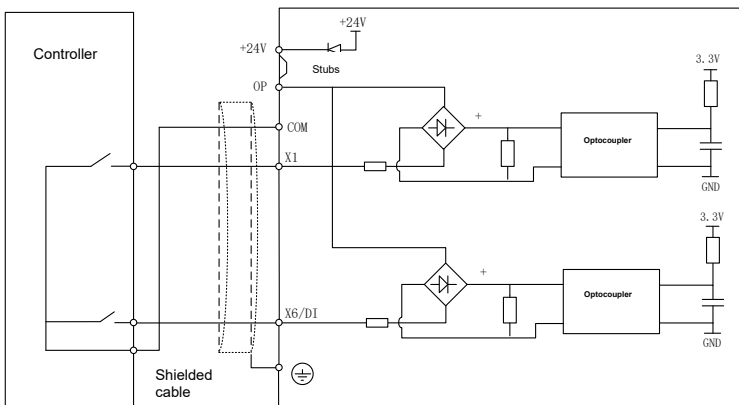 +24V
Controller
+24V
Stubs
OP
3.3V
+
COM
Optocoupler
X1
GND
3.3V
+
Optocoupler
X6/DI
GND
Shielded
cable